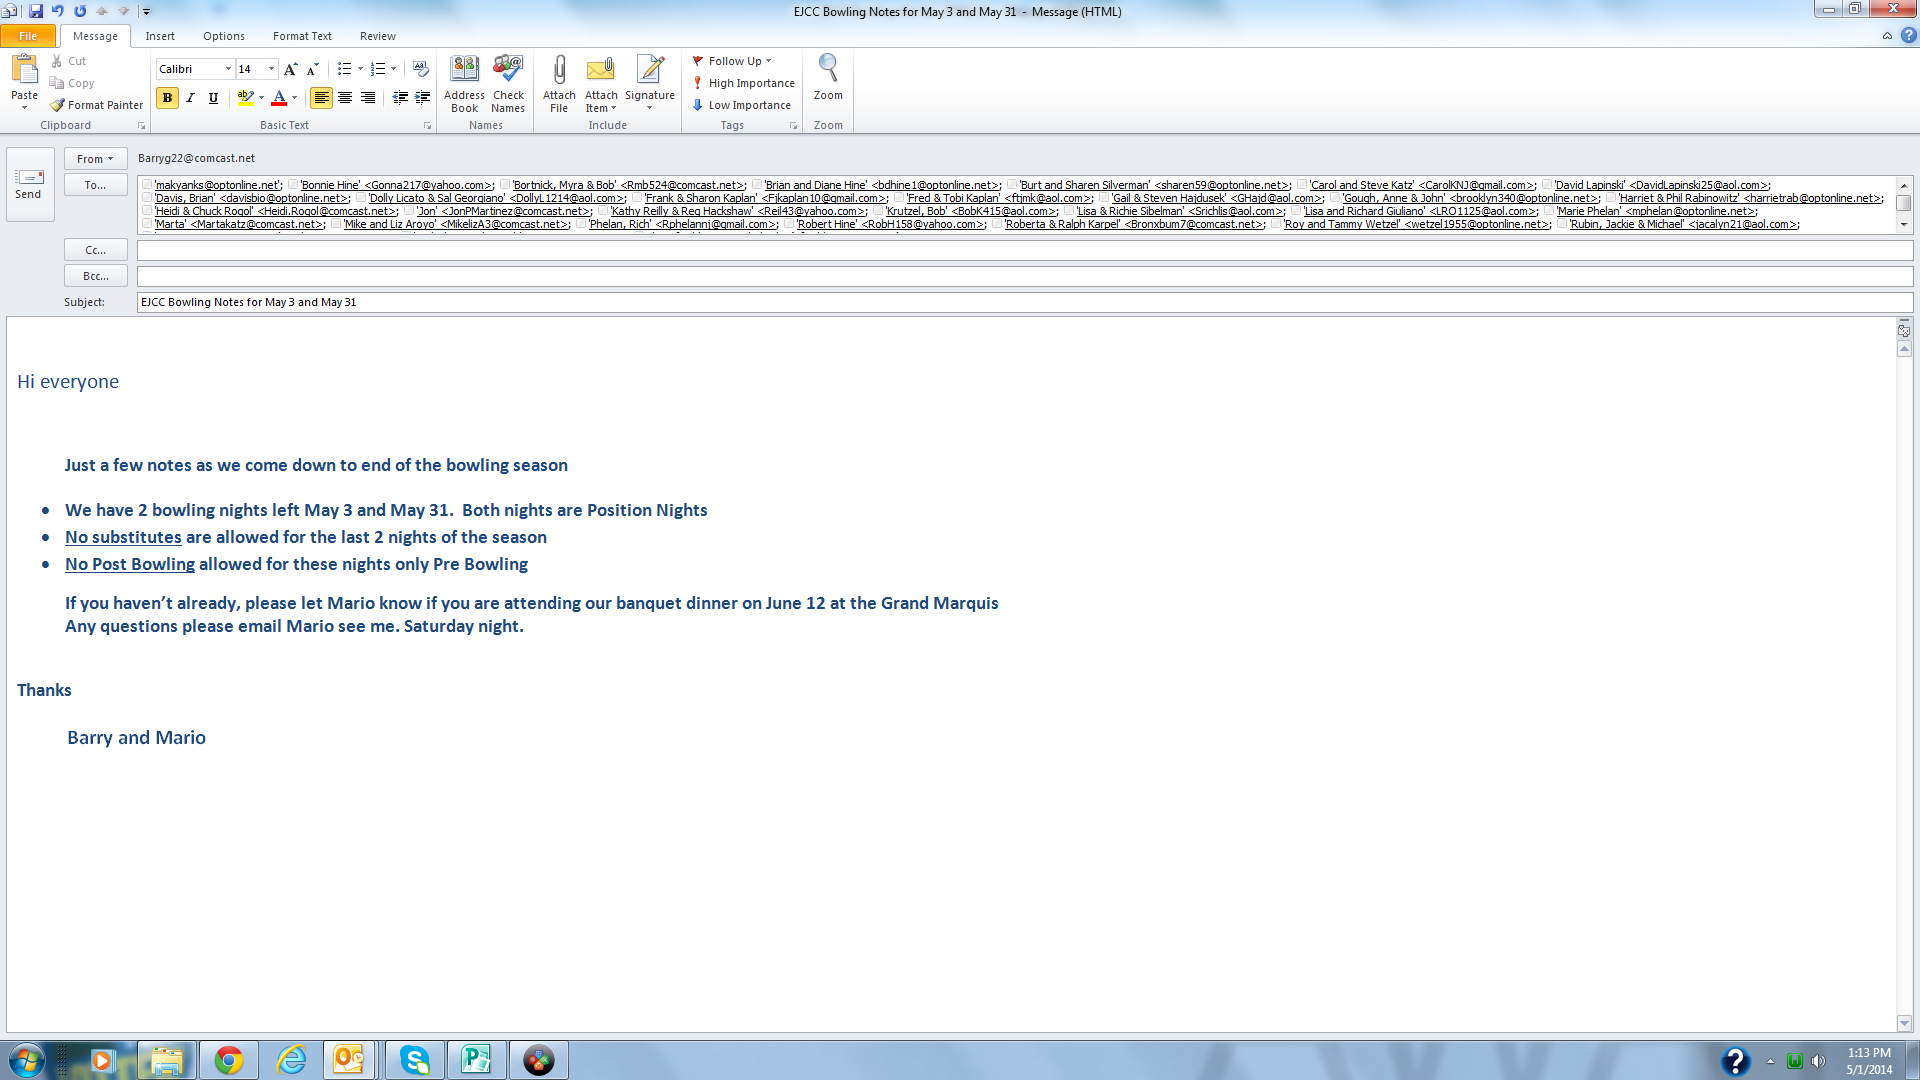 EJCC Bowling Notes for May 3 and May 31 - Message (HTML)
File Message Insert Options Format Text Review
Paste
Cut
Copy
Format Painter
Clipboard
Calibri 14
B I U
Basic Text
Address Book
Check Names
Names
Attach File
Attach Item
Signature
Include
Follow Up
High Importance
Low Importance
Tags
Zoom
Zoom
Send
From Barryg22@comcast.net
To... 'makyanks@optonline.net'; 'Bonnie Hine' <Gonna217@yahoo.com>; 'Bortnick, Myra & Bob' <Rmb524@comcast.net>; 'Brian and Diane Hine' <bdhine1@optonline.net>; 'Burt and Sharen Silverman' <sharen59@optonline.net>; 'Carol and Steve Katz' <CarolKNJ@gmail.com>; 'David Lapinski' <DavidLapinski25@aol.com>;
'Davis, Brian' <davisbio@optonline.net>; 'Dolly Licato & Sal Georgiano' <DollyL1214@aol.com>; 'Frank & Sharon Kaplan' <Fjkaplan10@gmail.com>; 'Fred & Tobi Kaplan' <ftjmk@aol.com>; 'Gail & Steven Hajdusek' <GHajd@aol.com>; 'Gough, Anne & John' <brooklyn340@optonline.net>; 'Harriet & Phil Rabinowitz' <harrietrab@optonline.net>;
'Heidi & Chuck Rogol' <Heidi.Rogol@comcast.net>; 'Jon' <JonPMartinez@comcast.net>; 'Kathy Reilly & Reg Hackshaw' <Reil43@yahoo.com>; 'Krutzel, Bob' <BobK415@aol.com>; 'Lisa & Richie Sibelman' <Srichlis@aol.com>; 'Lisa and Richard Giuliano' <LRO1125@aol.com>; 'Marie Phelan' <mphelan@optonline.net>;
'Marta' <Martakatz@comcast.net>; 'Mike and Liz Aroyo' <MikelizA3@comcast.net>; 'Phelan, Rich' <Rphelannj@gmail.com>; 'Robert Hine' <RobH158@yahoo.com>; 'Roberta & Ralph Karpel' <Bronxbum7@comcast.net>; 'Roy and Tammy Wetzel' <wetzel1955@optonline.net>; 'Rubin, Jackie & Michael' <jacalyn21@aol.com>;
Cc...
Bcc...
Subject: EJCC Bowling Notes for May 3 and May 31
Hi everyone
Just a few notes as we come down to end of the bowling season
• We have 2 bowling nights left May 3 and May 31. Both nights are Position Nights
• No substitutes are allowed for the last 2 nights of the season
• No Post Bowling allowed for these nights only Pre Bowling
If you haven't already, please let Mario know if you are attending our banquet dinner on June 12 at the Grand Marquis
Any questions please email Mario see me. Saturday night.
Thanks
Barry and Mario
1:13 PM
5/1/2014